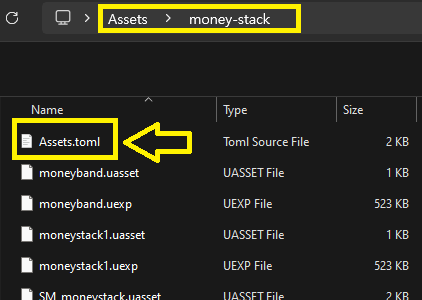 Assets > money-stack
Name Type Size
Assets.toml Toml Source File 2 KB
moneyband.uasset UASSET File 1 KB
moneyband.uexp UEXP File 523 KB
moneystack1.uasset UASSET File 1 KB
moneystack1.uexp UEXP File 523 KB
SM_moneystack.uasset UASSET File 2 KB